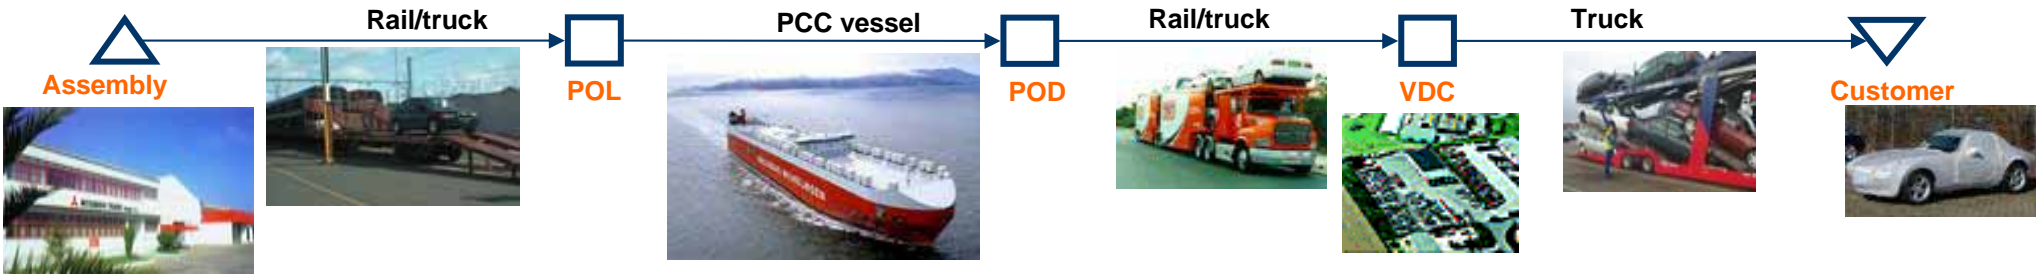 Rail/truck
PCC vessel
Rail/truck
Truck
Assembly
POL
POD
VDC
Customer